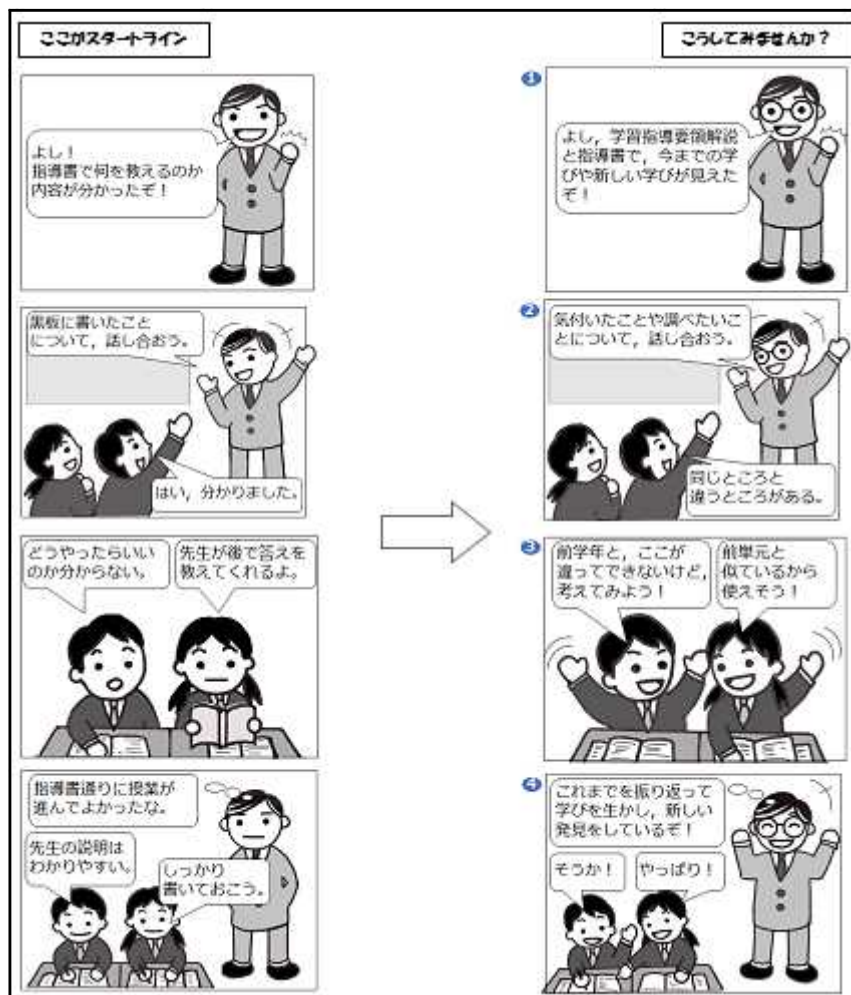 ここがスタートライン
よし！
指導書で何を教えるのか
内容が分かったぞ！
黒板に書いたこと
について，話し合おう。
はい，分かりました。
どうやったらいい
のか分からない。
先生が後で答えを
教えてくれるよ。
指導書通りに授業が
進んでよかったな。
先生の説明は
わかりやすい。
しっかり
書いておこう。
こうしてみませんか？
1
よし，学習指導要領解説
と指導書で，今までの学
びや新しい学びが見えた
ぞ！
2
気付いたことや調べたいこ
とについて，話し合おう。
同じところと
違うところがある。
3
前学年と，ここが
違ってできないけど，
考えてみよう！
前単元と
似ているから
使えそう！
4
これまでを振り返って
学びを生かし，新しい
発見をしているぞ！
そうか！
やっぱり！